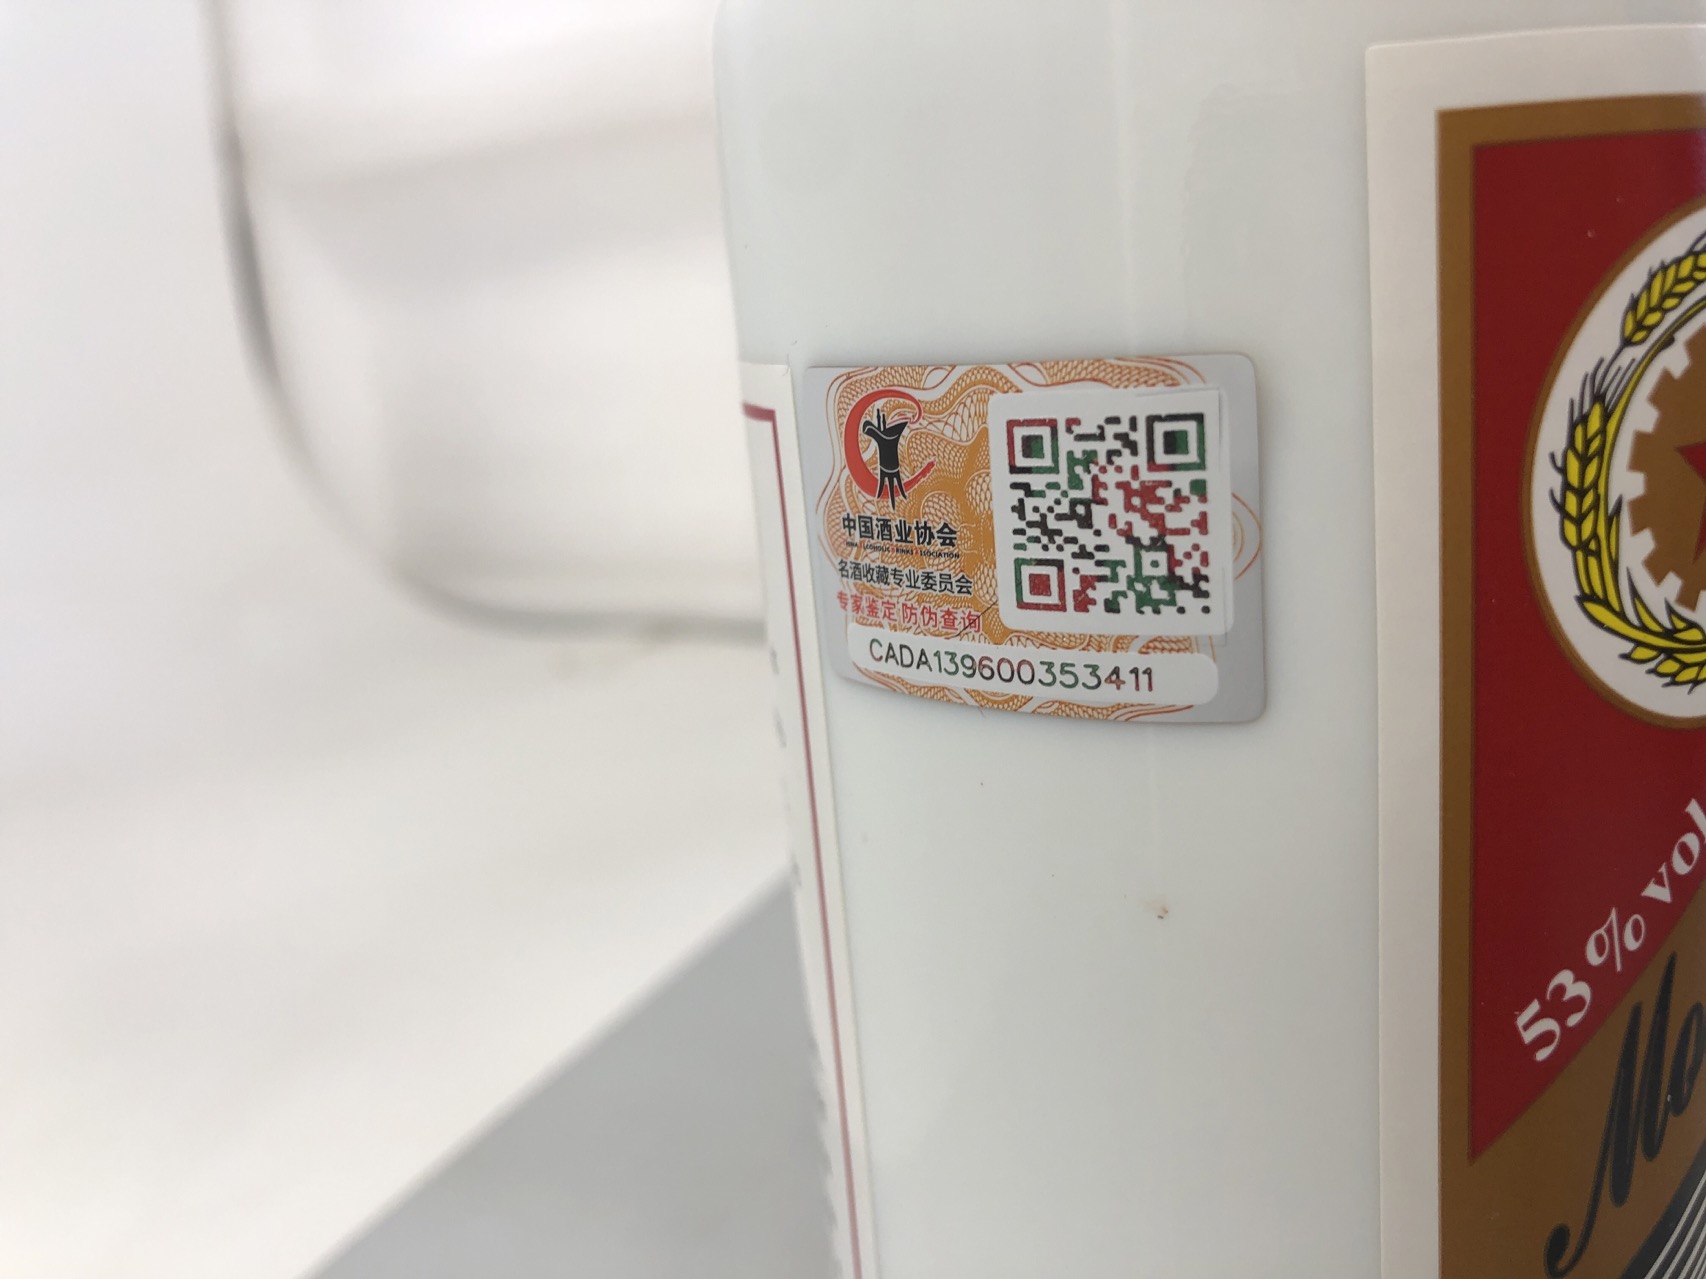 中国酒业协会
名酒收藏专业委员会
专家鉴定 防伪查询
CADA139600353411
53% vol